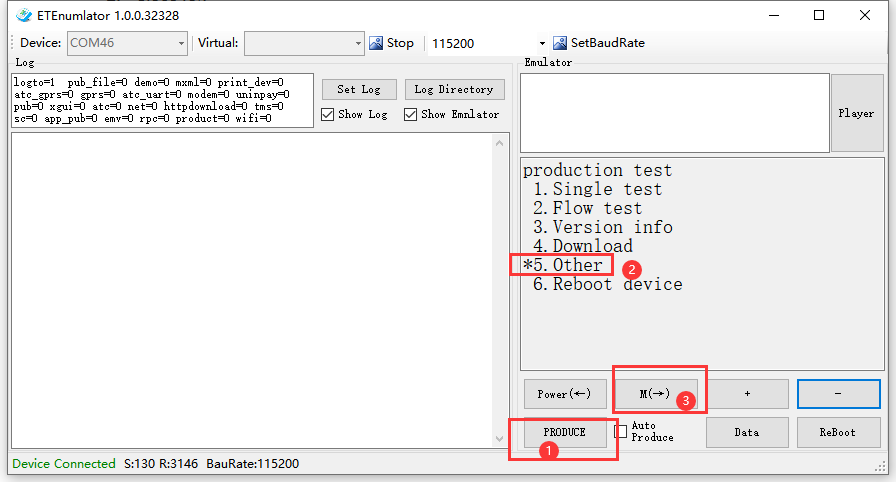 ETEnumlator 1.0.0.32328
Device: COM46 Virtual: Stop 115200 SetBaudRate
Log
logto=1 pub_file=0 demo=0 mxml=0 print_dev=0
atc_gprs=0 gprs=0 atc_uart=0 modem=0 uninpay=0
pub=0 xgui=0 atc=0 net=0 httpdownload=0 tms=0
sc=0 app_pub=0 emv=0 rpc=0 product=0 wifi=0
Set Log Log Directory
Show Log Show Emnlator
Emulator
Player
production test
1.Single test
2.Flow test
3.Version info
4.Download
*5.Other 2
6.Reboot device
Power(←) M(→) 3 + -
PRODUCE 1 Auto Produce Data ReBoot
Device Connected S:130 R:3146 BauRate:115200